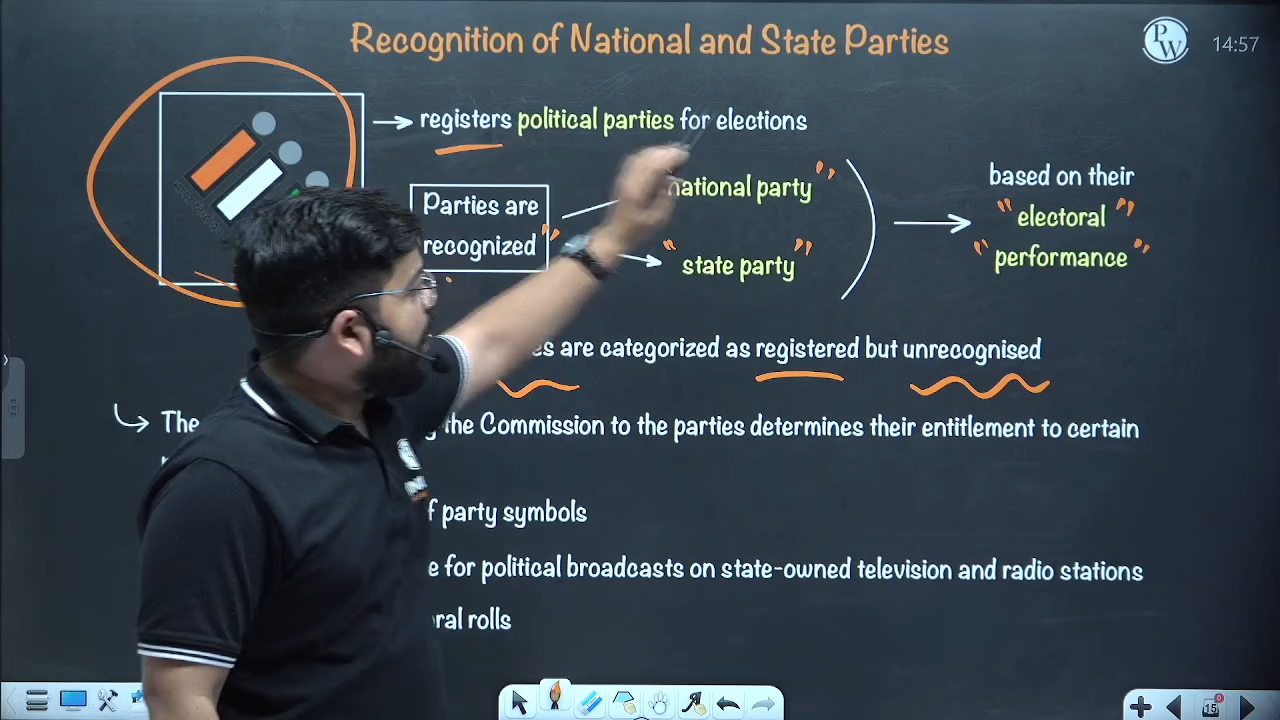 Recognition of National and State Parties
PW
14:57
registers political parties for elections
Parties are
recognized
national party
state party
based on their
"electoral"
"performance"
are categorized as registered but unrecognised
The
the Commission to the parties determines their entitlement to certain
party symbols
for political broadcasts on state-owned television and radio stations
rolls
15